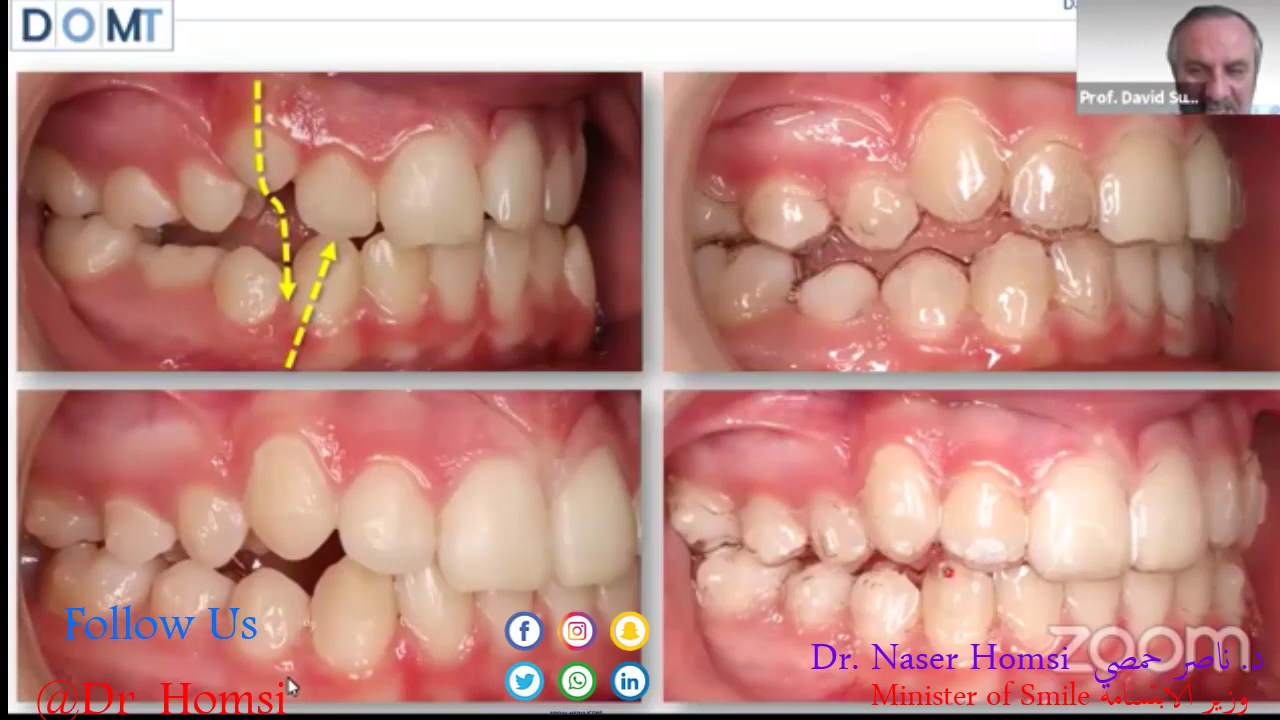 DOMT
D
Prof. David Su...
Follow Us
@Dr_Homsi
zoom
Dr. Naser Homsi د. ناصر حمصي
Minister of Smile وزير الابتسامة